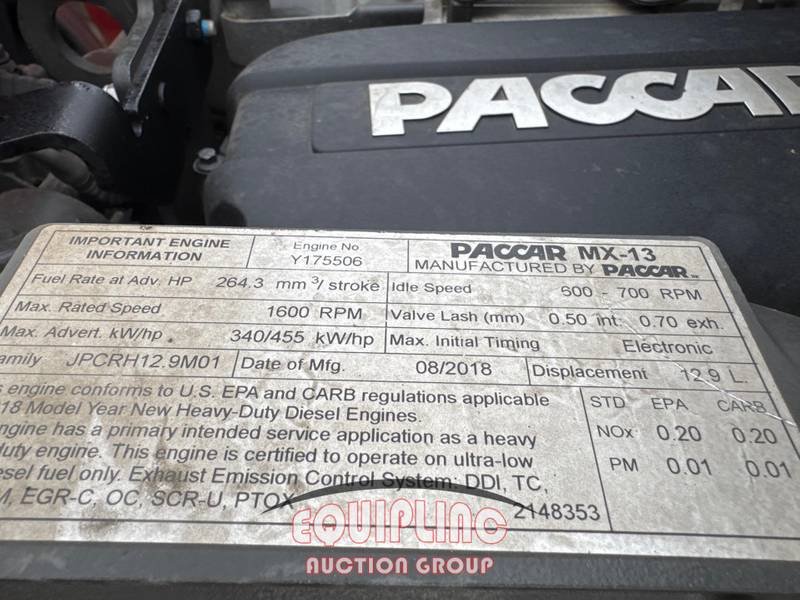 PACCAR
IMPORTANT ENGINE INFORMATION
Engine No. Y175506
PACCAR MX-13
MANUFACTURED BY PACCAR
Fuel Rate at Adv. HP 264.3 mm³/ stroke
Idle Speed 600 - 700 RPM
Max. Rated Speed 1600 RPM
Valve Lash (mm) 0.50 int. 0.70 exh.
Max. Advert. kW/hp 340/455 kW/hp
Max. Initial Timing Electronic
Family JPCRH12.9M01
Date of Mfg. 08/2018
Displacement 12.9 L.
engine conforms to U.S. EPA and CARB regulations applicable
18 Model Year New Heavy-Duty Diesel Engines.
engine has a primary intended service application as a heavy
duty engine. This engine is certified to operate on ultra-low
diesel fuel only. Exhaust Emission Control System: DDI, TC,
M, EGR-C, OC, SCR-U, PTOX
2148353
STD EPA CARB
NOx 0.20 0.20
PM 0.01 0.01
EQUIPLINC
AUCTION GROUP